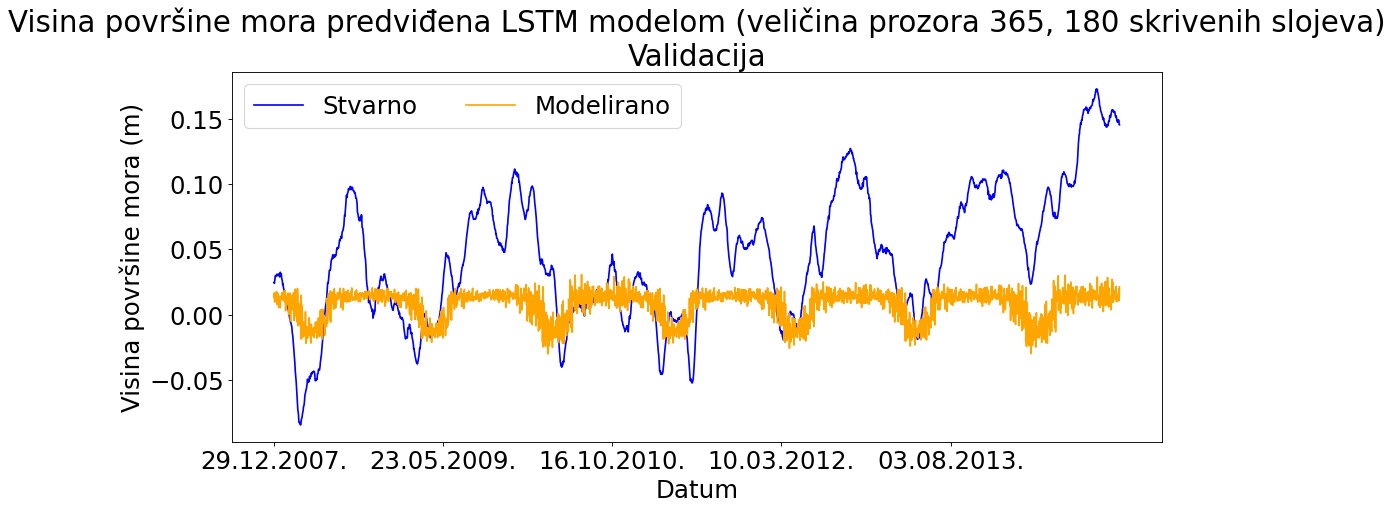 Visina površine mora predviđena LSTM modelom (veličina prozora 365, 180 skrivenih slojeva)
Validacija
Stvarno Modelirano
Visina površine mora (m)
0.15
0.10
0.05
0.00
−0.05
29.12.2007. 23.05.2009. 16.10.2010. 10.03.2012. 03.08.2013.
Datum